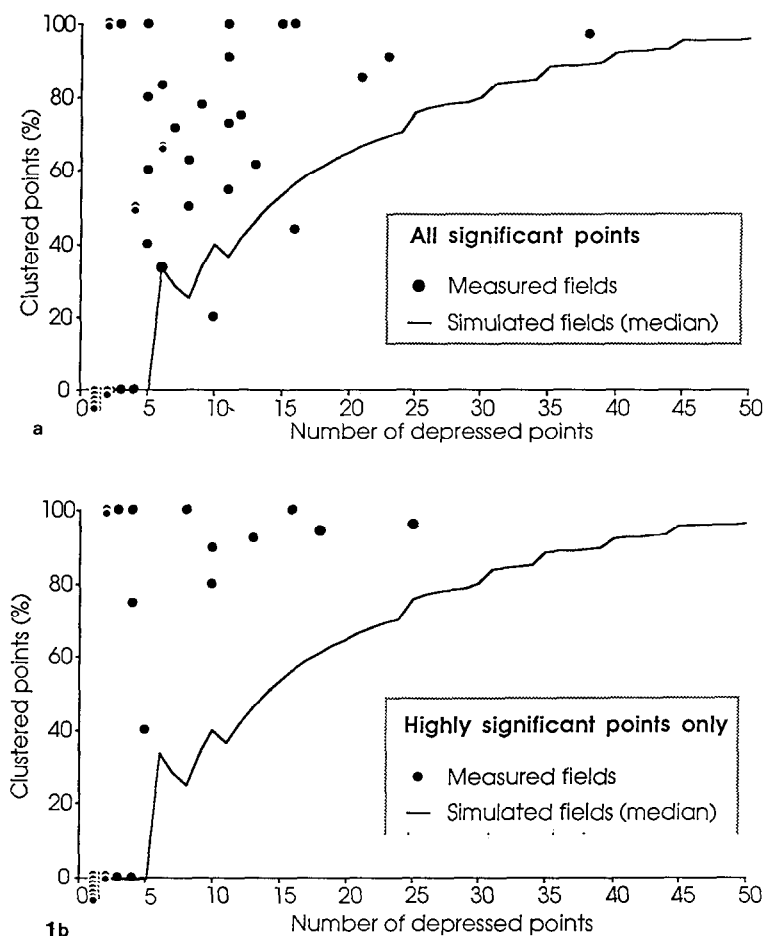 100
80
60
40
20
0
Clustered points (%)
All significant points
Measured fields
Simulated fields (median)
0 5 10 15 20 25 30 35 40 45 50
Number of depressed points
a
100
80
60
40
20
0
Clustered points (%)
Highly significant points only
Measured fields
Simulated fields (median)
0 5 10 15 20 25 30 35 40 45 50
Number of depressed points
1b